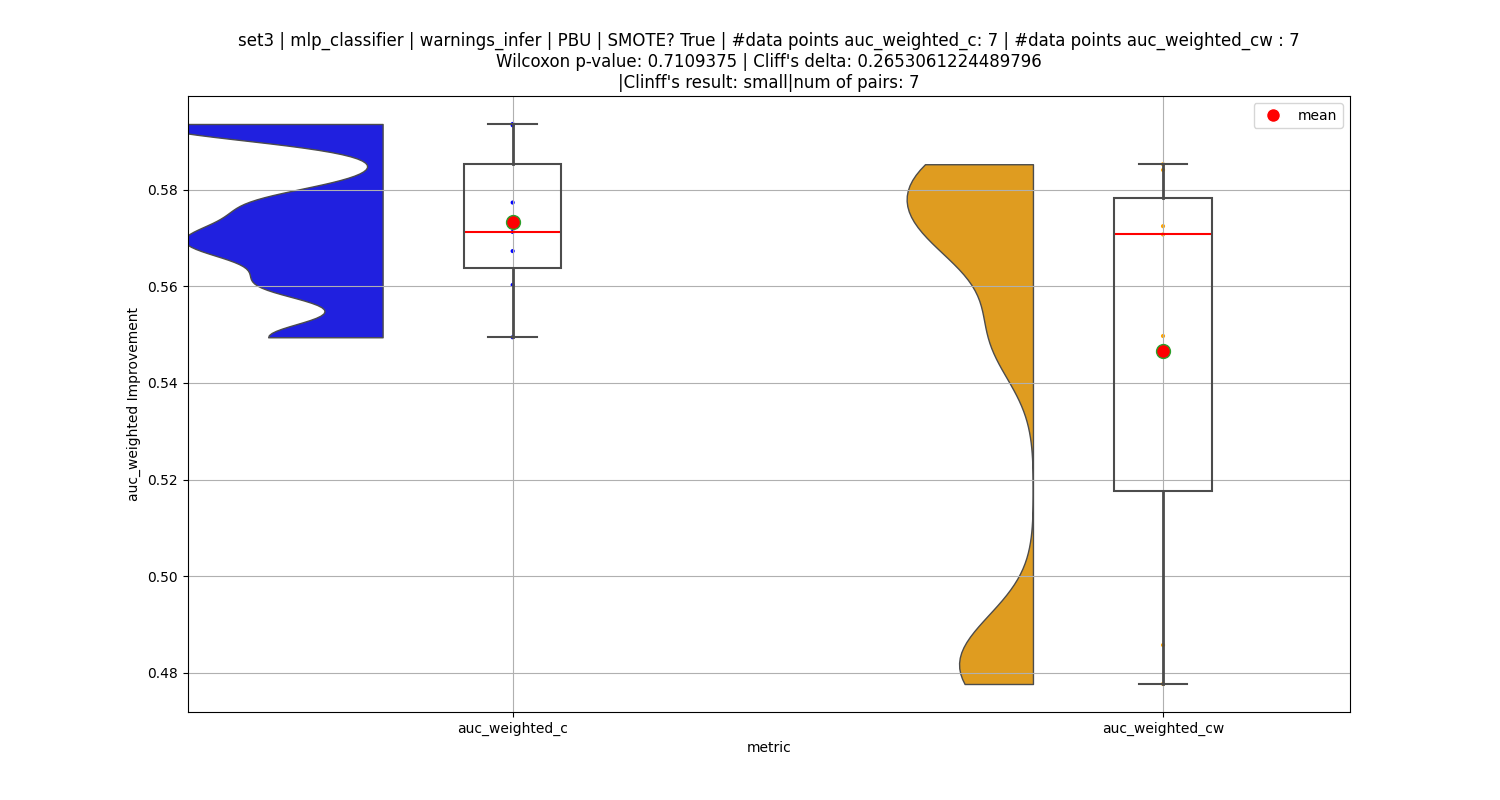 set3 | mlp_classifier | warnings_infer | PBU | SMOTE? True | #data points auc_weighted_c: 7 | #data points auc_weighted_cw : 7
Wilcoxon p-value: 0.7109375 | Cliff's delta: 0.2653061224489796
|Clinff's result: small|num of pairs: 7
mean
0.58
0.56
0.54
0.52
0.50
0.48
auc_weighted Improvement
auc_weighted_c
auc_weighted_cw
metric